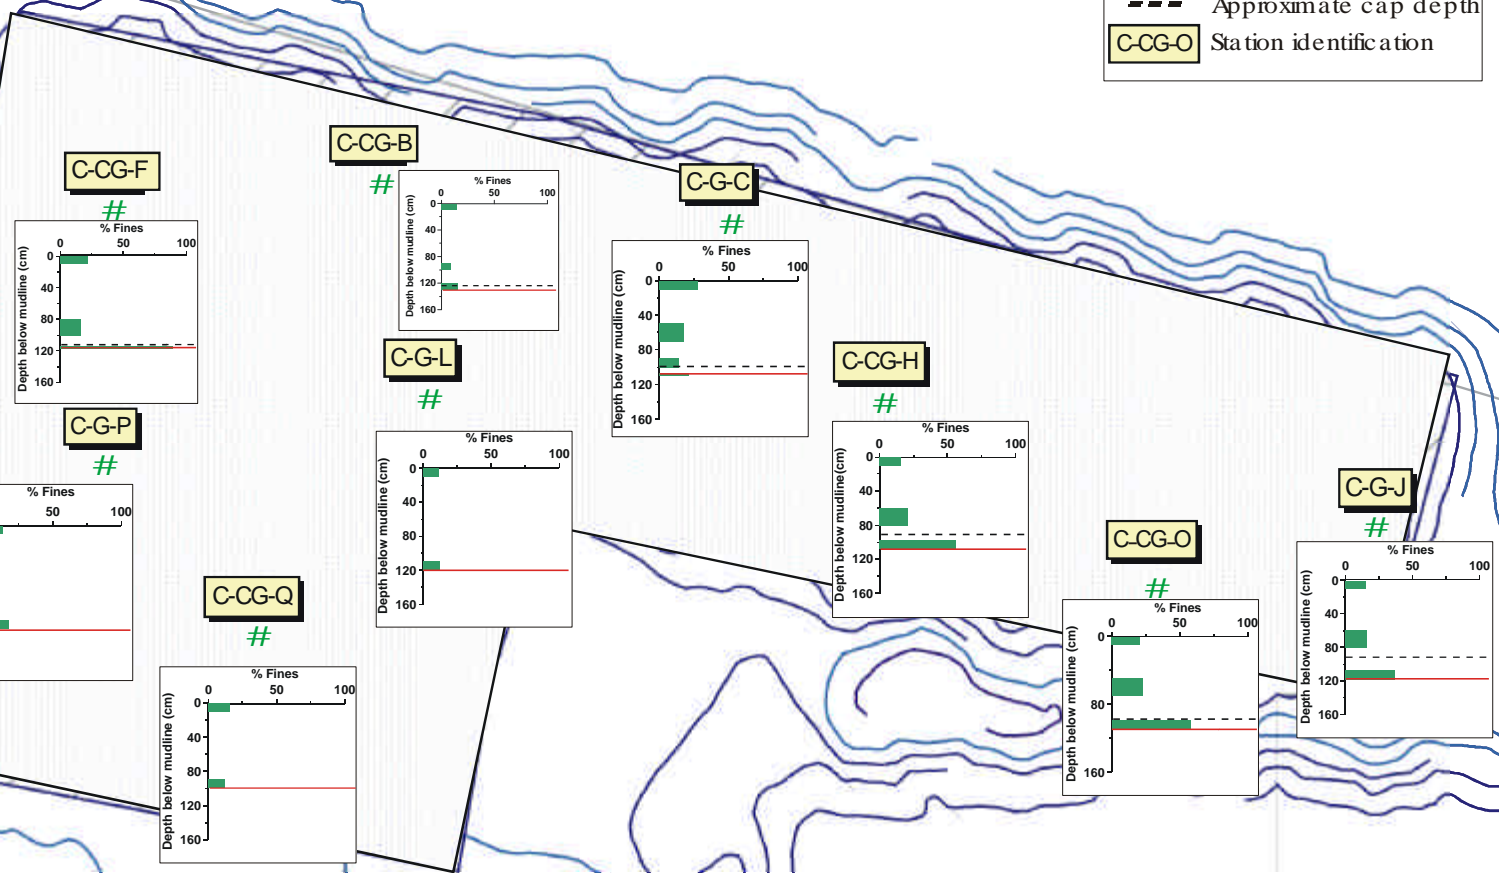 Approximate cap depth
C-CG-O Station identification
C-CG-F
C-CG-B
C-G-C
#
#
#
% Fines
0 50 100
Depth below mudline (cm)
0
40
80
120
160
% Fines
0 50 100
Depth below mudline (cm)
0
40
80
120
160
% Fines
0 50 100
Depth below mudline (cm)
0
40
80
120
160
C-G-L
#
C-CG-H
#
C-G-P
#
% Fines
0 50 100
Depth below mudline (cm)
0
40
80
120
160
% Fines
0 50 100
Depth below mudline(cm)
0
40
80
120
160
% Fines
50 100
C-G-J
#
C-CG-O
#
% Fines
0 50 100
Depth below mudline (cm)
0
40
80
120
160
C-CG-Q
#
% Fines
0 50 100
Depth below mudline (cm)
0
80
160
% Fines
0 50 100
Depth below mudline (cm)
0
40
80
120
160